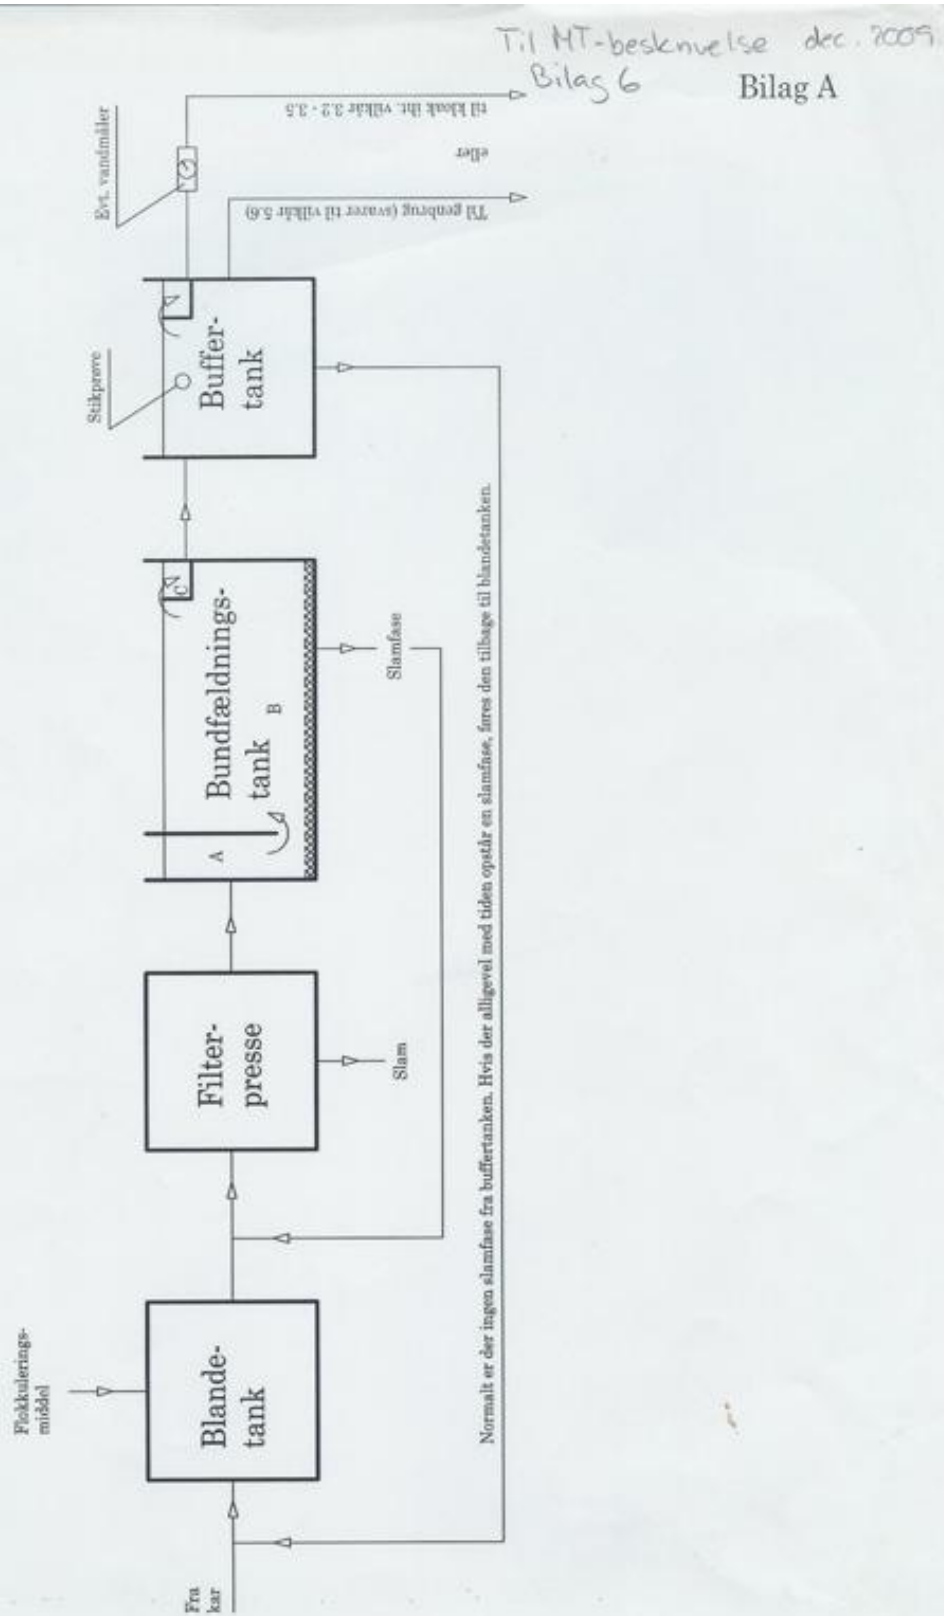 Til MT-beskrivelse dec. 2009.
Bilag 6
Bilag A
Fra
kar
Flokkulerings-
middel
Blande-
tank
Filter-
presse
Slam
A
Bundfældnings-
tank
B
C
Slamfase
Stikprøve
Buffer-
tank
Evt. vandmåler
til kloak iht. vilkår 3.2 - 3.5
eller
Til genbrug (svarer til vilkår 5.6)
Normalt er der ingen slamfase fra buffertanken. Hvis der alligevel med tiden opstår en slamfase, føres den tilbage til blandetanken.